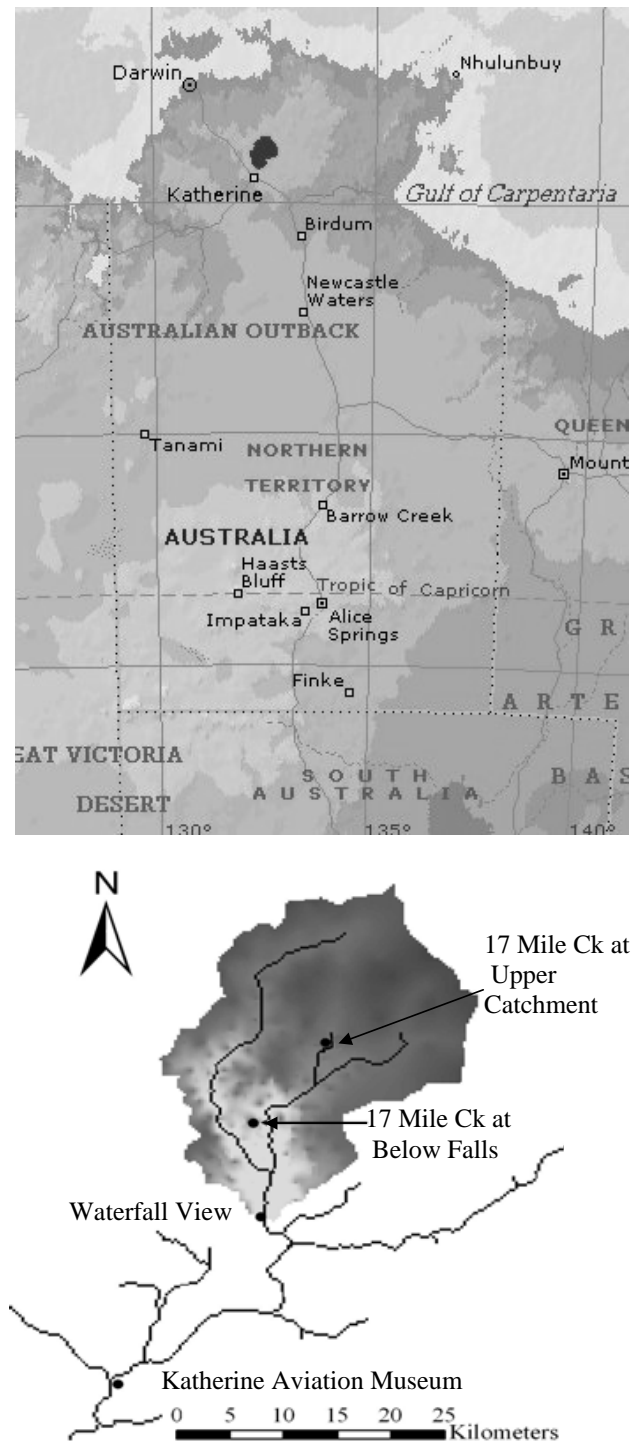 Darwin
Nhulunbuy
Katherine
Gulf of Carpentaria
Birdum
Newcastle
Waters
AUSTRALIAN OUTBACK
Tanami
NORTHERN
TERRITORY
QUEEN
Mount
Barrow Creek
AUSTRALIA
Haasts
Bluff
Tropic of Capricorn
Impataka
Alice
Springs
G R
Finke
A R T E
EAT VICTORIA
DESERT
SOUTH
AUSTRALIA
B A S
130°
135°
140°
N
17 Mile Ck at
Upper
Catchment
17 Mile Ck at
Below Falls
Waterfall View
Katherine Aviation Museum
0 5 10 15 20 25
Kilometers